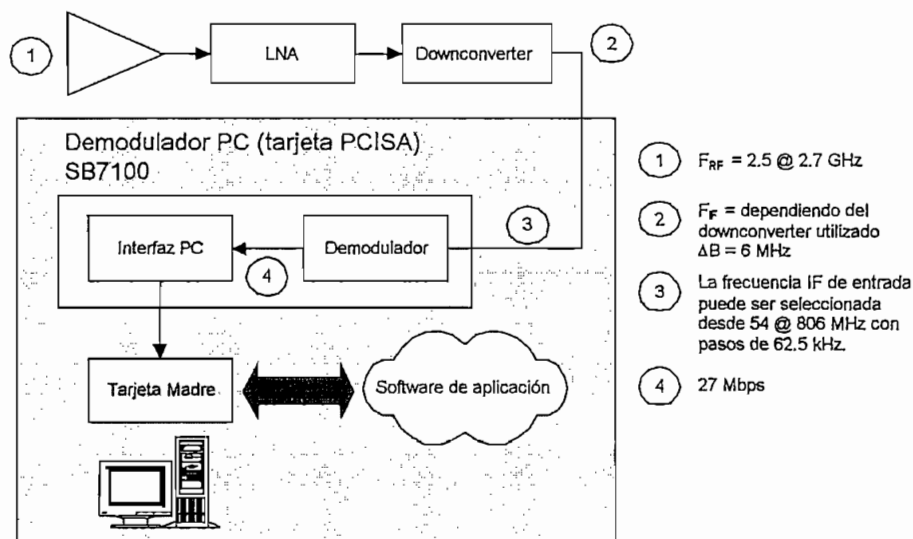 1
LNA
Downconverter
2
Demodulador PC (tarjeta PCISA)
SB7100
Interfaz PC
4
Demodulador
3
Tarjeta Madre
Software de aplicación
1 F_RF = 2.5 @ 2.7 GHz
2 F_IF = dependiendo del
downconverter utilizado
ΔB = 6 MHz
3 La frecuencia IF de entrada
puede ser seleccionada
desde 54 @ 806 MHz con
pasos de 62.5 kHz.
4 27 Mbps